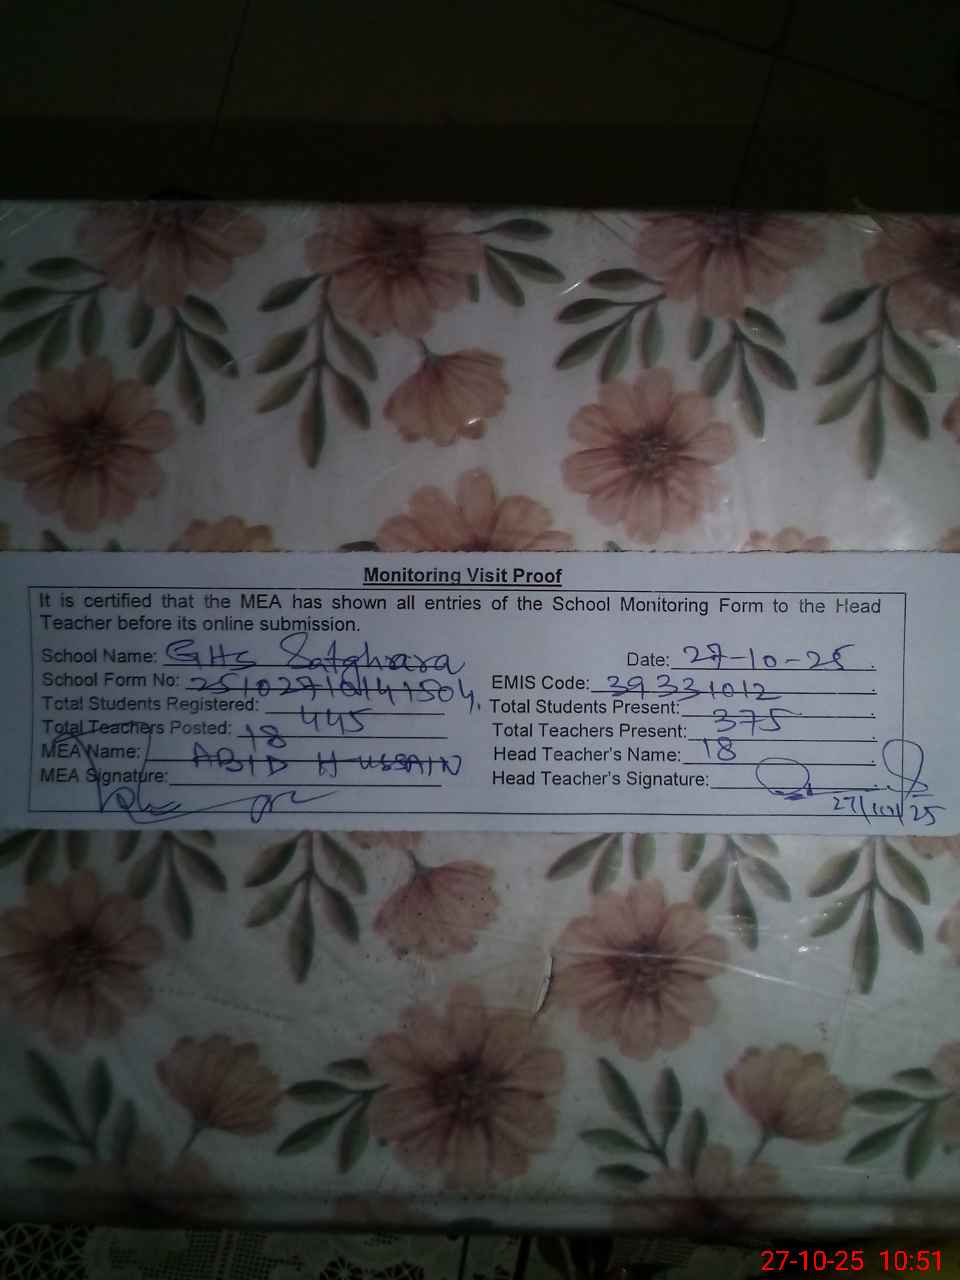 Monitoring Visit Proof
It is certified that the MEA has shown all entries of the School Monitoring Form to the Head
Teacher before its online submission.
School Name: GHS Satghrara Date: 27-10-25
School Form No: EMIS Code: 39331012
Total Students Registered: 445 Total Students Present: 375
Total Teachers Posted: 18 Total Teachers Present: 18
MEA Name: ABID HUSSAIN Head Teacher's Name:
MEA Signature: Head Teacher's Signature:
27/10/25
27-10-25 10:51